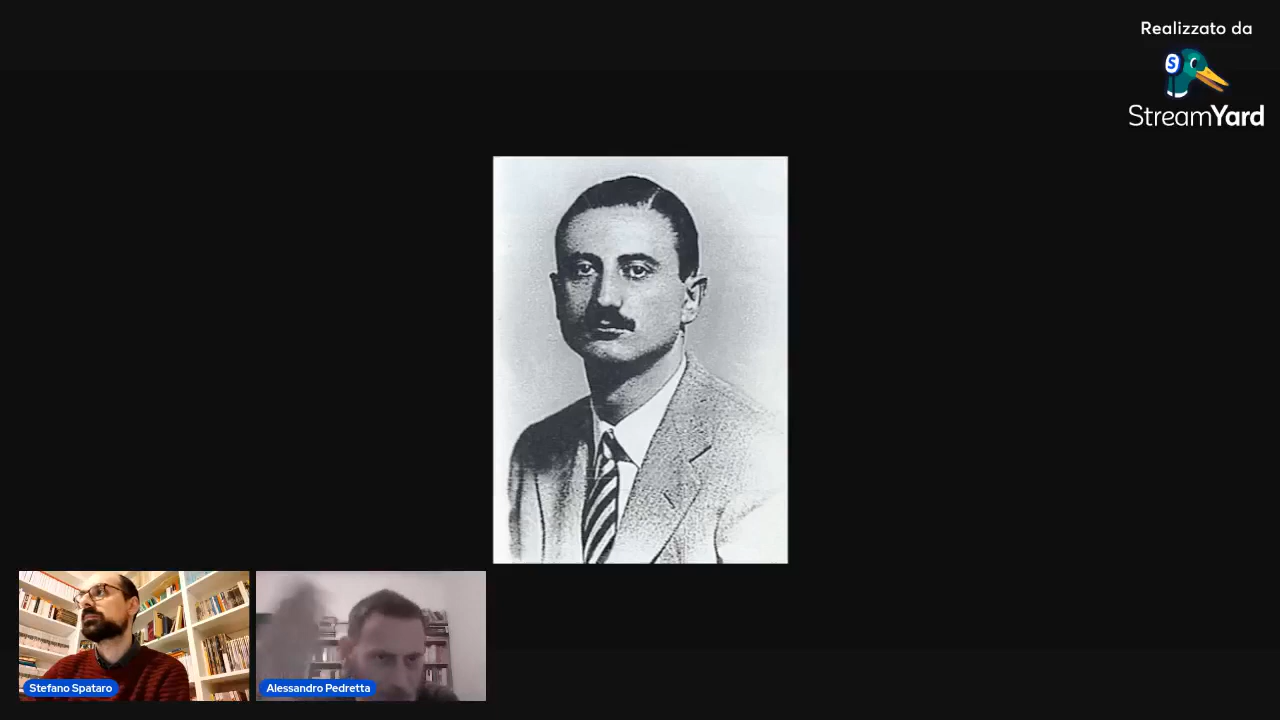 Realizzato da
S
StreamYard
Stefano Spataro
Alessandro Pedretta